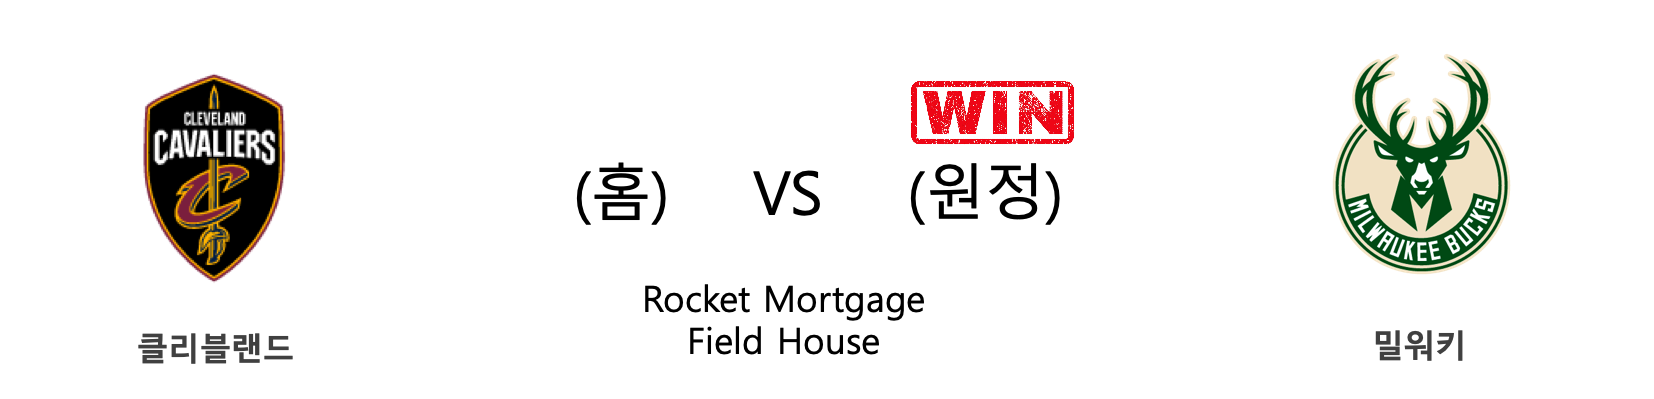 CLEVELAND
CAVALIERS
클리블랜드
(홈) VS (원정)
WIN
Rocket Mortgage
Field House
MILWAUKEE BUCKS
밀워키